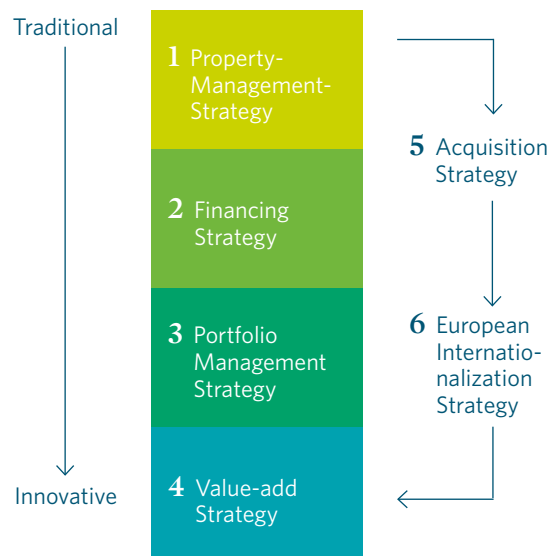 Traditional
1 Property-
Management-
Strategy
2 Financing
Strategy
3 Portfolio
Management
Strategy
4 Value-add
Strategy
Innovative
5 Acquisition
Strategy
6 European
Internatio-
nalization
Strategy